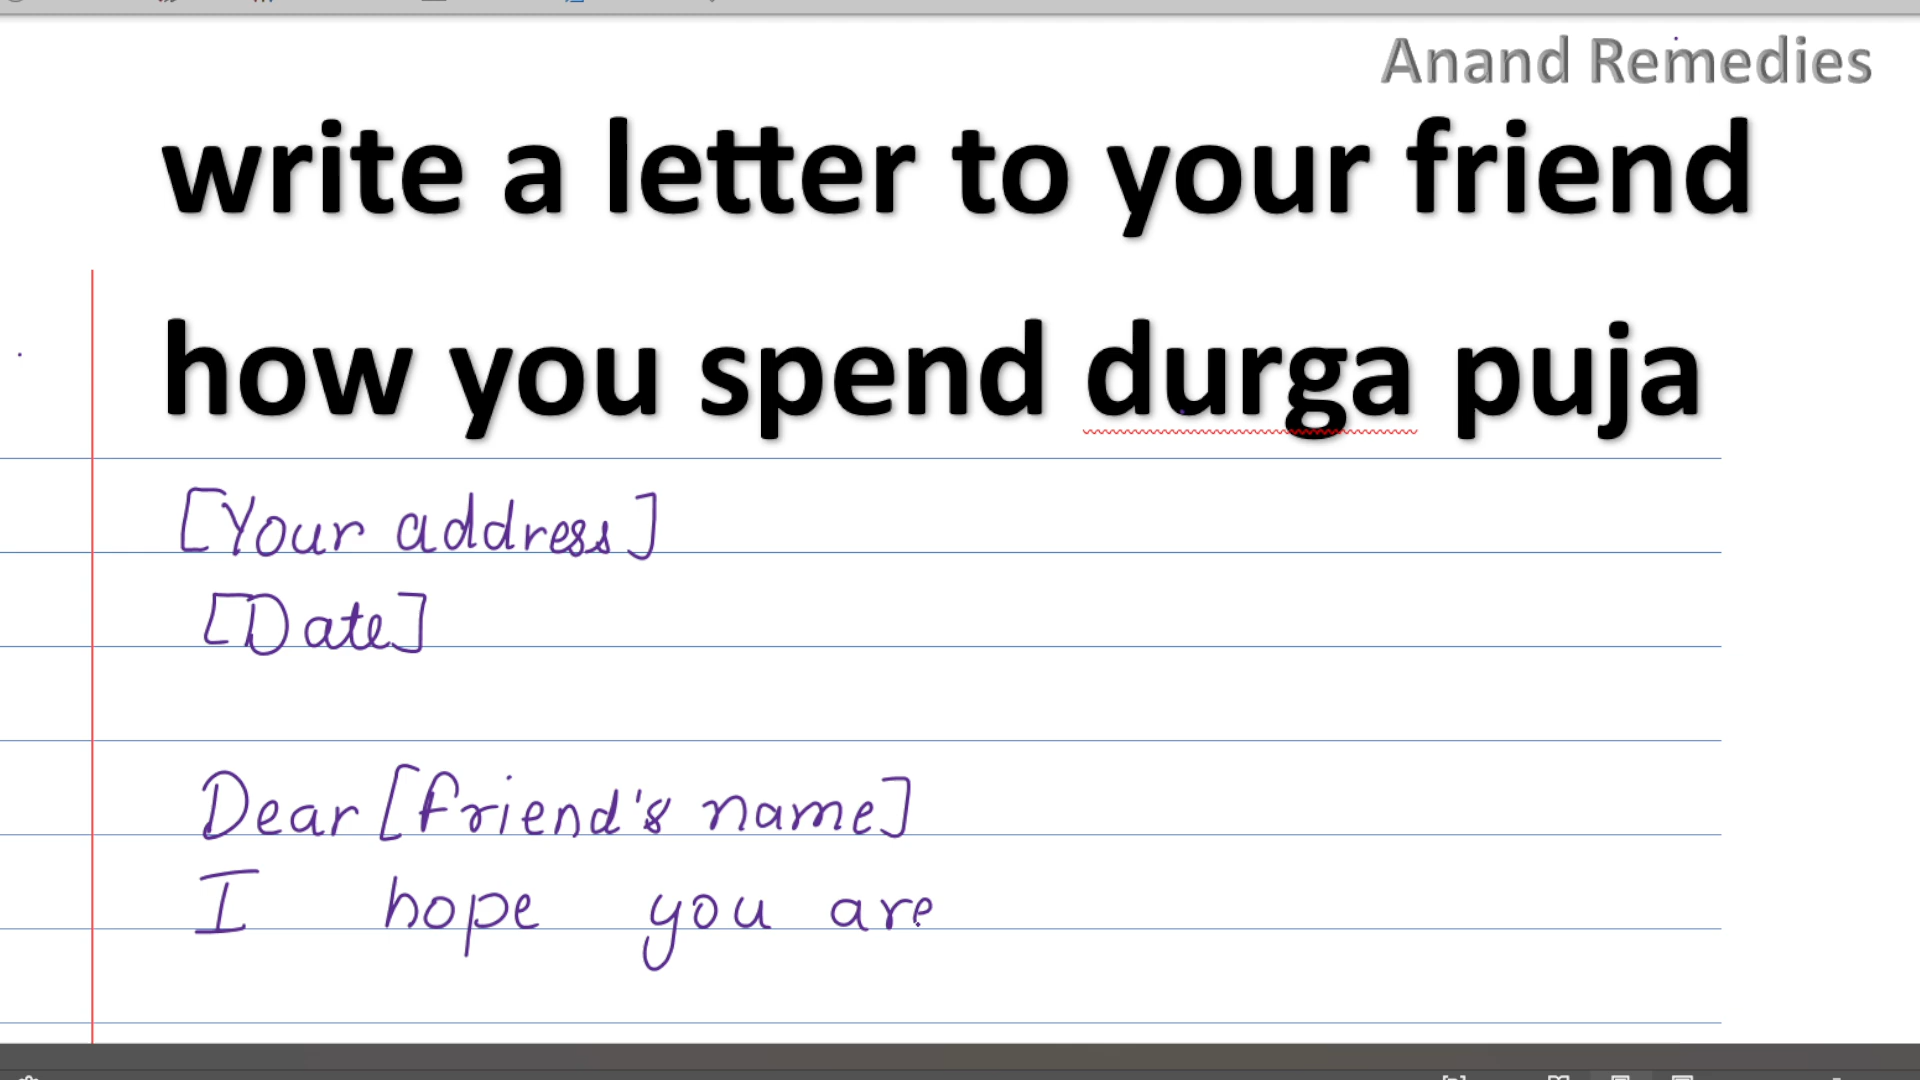 Anand Remedies
write a letter to your friend
how you spend durga puja
[Your address]
[Date]
Dear [friend's name]
I hope you are